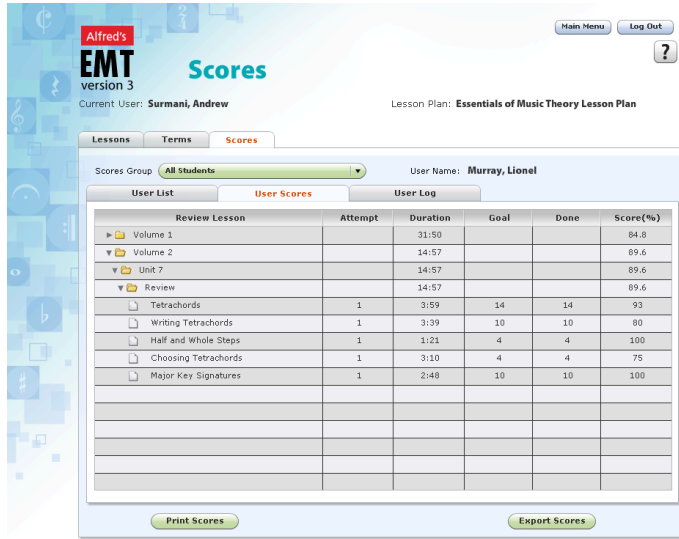 Main Menu Log Out
Alfred's
EMT
version 3
Scores
?
Current User: Surmani, Andrew Lesson Plan: Essentials of Music Theory Lesson Plan
Lessons Terms Scores
Scores Group All Students User Name: Murray, Lionel
User List User Scores User Log
Review Lesson Attempt Duration Goal Done Score(%)
Volume 1 31:50 84.8
Volume 2 14:57 89.6
Unit 7 14:57 89.6
Review 14:57 89.6
Tetrachords 1 3:59 14 14 93
Writing Tetrachords 1 3:39 10 10 80
Half and Whole Steps 1 1:21 4 4 100
Choosing Tetrachords 1 3:10 4 4 75
Major Key Signatures 1 2:48 10 10 100
Print Scores Export Scores